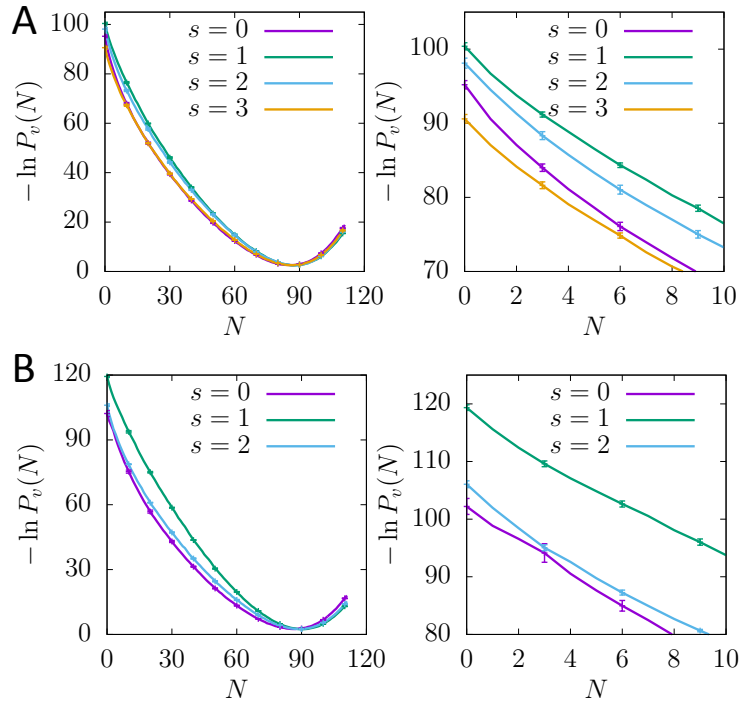 A
− ln P_v(N)
100
80
60
40
20
0
0 30 60 90 120
N
s = 0
s = 1
s = 2
s = 3
− ln P_v(N)
100
90
80
70
0 2 4 6 8 10
N
s = 0
s = 1
s = 2
s = 3
B
− ln P_v(N)
120
90
60
30
0
0 30 60 90 120
N
s = 0
s = 1
s = 2
− ln P_v(N)
120
110
100
90
80
0 2 4 6 8 10
N
s = 0
s = 1
s = 2